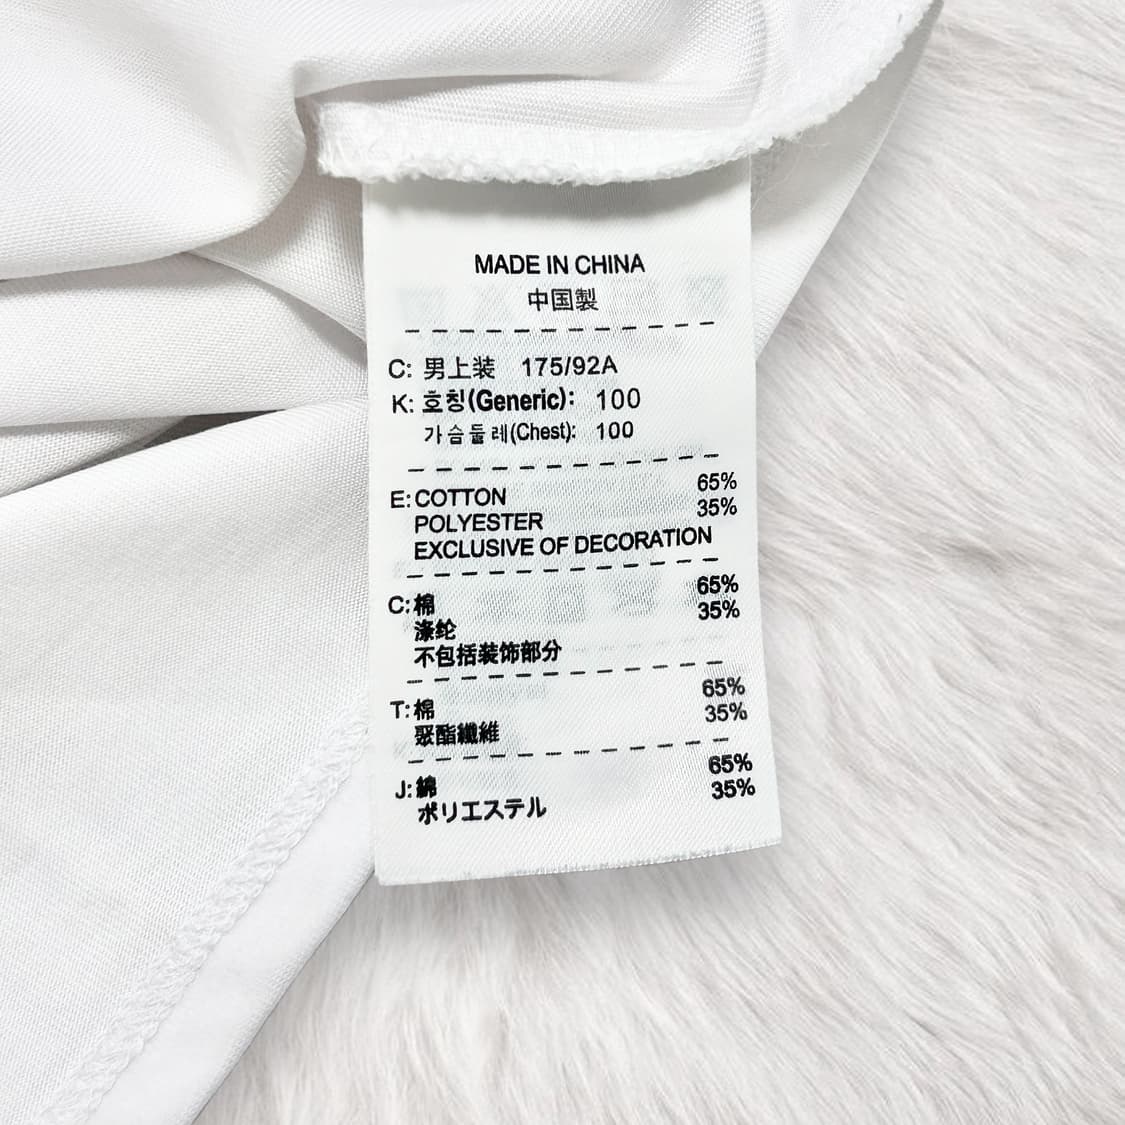 MADE IN CHINA
中国製
C: 男上装 175/92A
K: 호칭(Generic): 100
가슴둘레(Chest): 100
E: COTTON 65%
POLYESTER 35%
EXCLUSIVE OF DECORATION
C: 棉 65%
涤纶 35%
不包括装饰部分
T: 棉 65%
聚酯纖維 35%
J: 綿 65%
ポリエステル 35%